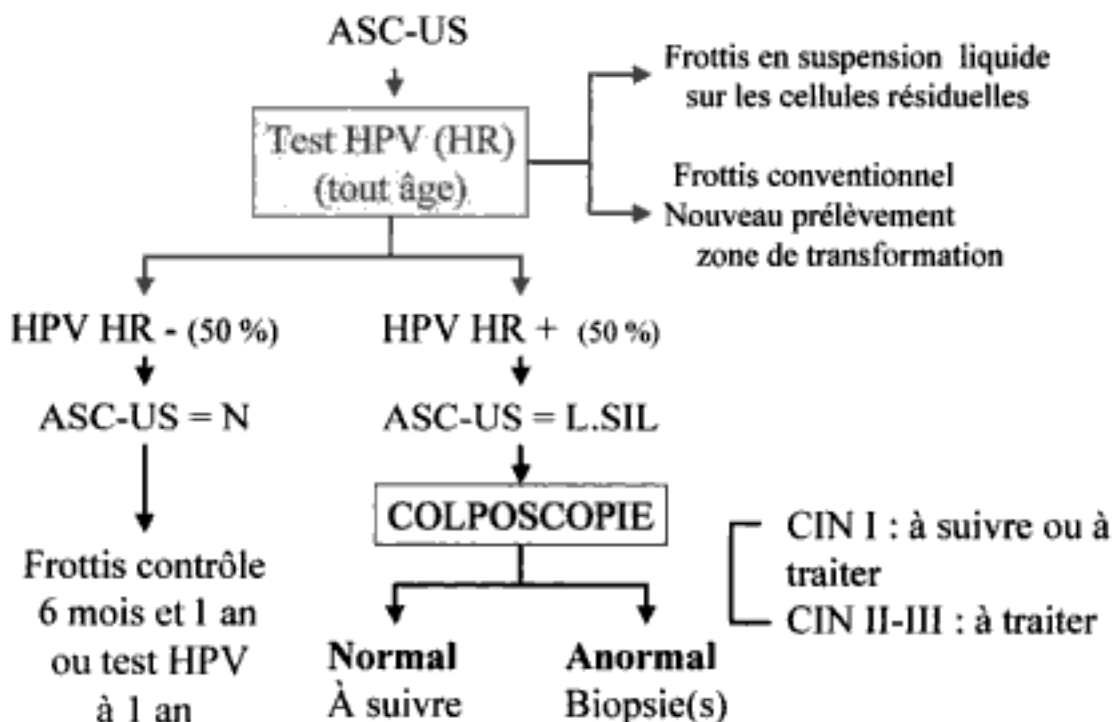 ASC-US
Frottis en suspension liquide
sur les cellules résiduelles
Test HPV (HR)
(tout âge)
Frottis conventionnel
Nouveau prélèvement
zone de transformation
HPV HR - (50 %)
HPV HR + (50 %)
ASC-US = N
ASC-US = L.SIL
COLPOSCOPIE
Frottis contrôle
6 mois et 1 an
ou test HPV
à 1 an
Normal
À suivre
Anormal
Biopsie(s)
CIN I : à suivre ou à
traiter
CIN II-III : à traiter